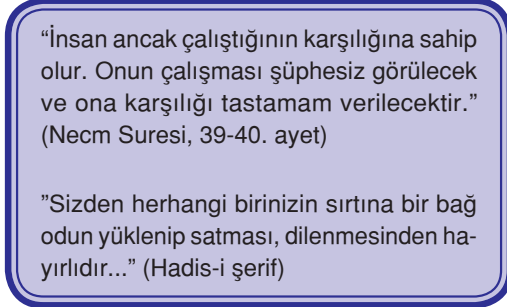 “İnsan ancak çalıştığının karşılığına sahip
olur. Onun çalışması şüphesiz görülecek
ve ona karşılığı tastamam verilecektir.”
(Necm Suresi, 39-40. ayet)
”Sizden herhangi birinizin sırtına bir bağ
odun yüklenip satması, dilenmesinden ha-
yırlıdır...” (Hadis-i şerif)